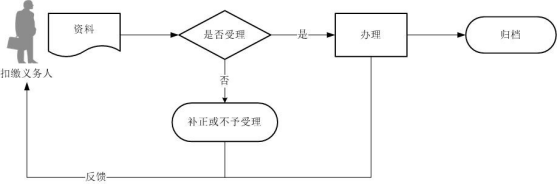 资料
是否受理
是
办理
归档
扣缴义务人
否
补正或不予受理
反馈